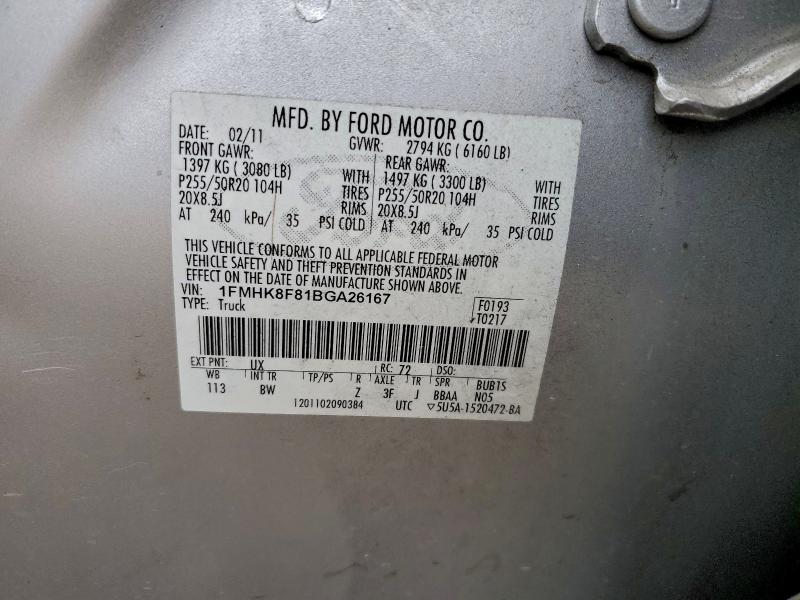 MFD. BY FORD MOTOR CO.
DATE: 02/11 GVWR: 2794 KG ( 6160 LB)
FRONT GAWR: REAR GAWR:
1397 KG ( 3080 LB) WITH 1497 KG ( 3300 LB) WITH
P255/50R20 104H TIRES P255/50R20 104H TIRES
20X8.5J RIMS 20X8.5J RIMS
AT 240 kPa/ 35 PSI COLD AT 240 kPa/ 35 PSI COLD
THIS VEHICLE CONFORMS TO ALL APPLICABLE FEDERAL MOTOR
VEHICLE SAFETY AND THEFT PREVENTION STANDARDS IN
EFFECT ON THE DATE OF MANUFACTURE SHOWN ABOVE.
VIN: 1FMHK8F81BGA26167 F0193
TYPE: Truck T0217
EXT PNT: UX RC: 72 DSO:
WB INT TR TP/PS R AXLE TR SPR BUB1S
113 BW Z 3F J BBAA N05
1201102090384 UTC ▽5U5A-1520472-BA